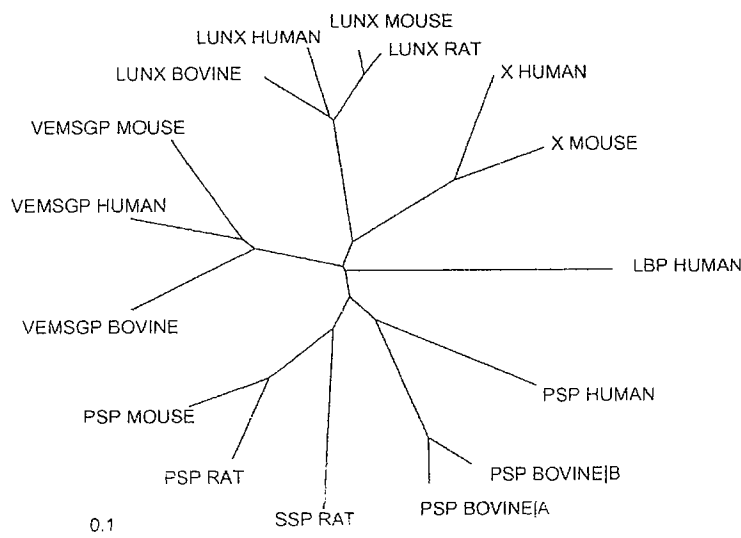 LUNX MOUSE
LUNX HUMAN
LUNX RAT
LUNX BOVINE
X HUMAN
VEMSGP MOUSE
X MOUSE
VEMSGP HUMAN
LBP HUMAN
VEMSGP BOVINE
PSP HUMAN
PSP MOUSE
PSP RAT
PSP BOVINE|B
PSP BOVINE|A
SSP RAT
0.1